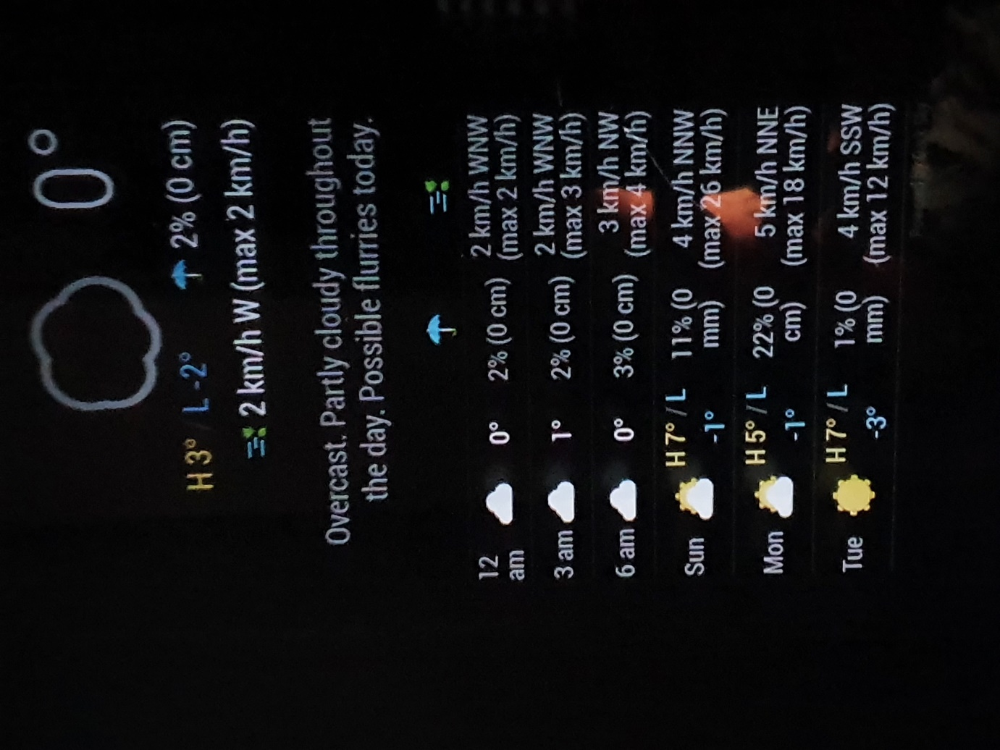 0°
H 3° / L -2° 2% (0 cm)
2 km/h W (max 2 km/h)
Overcast. Partly cloudy throughout
the day. Possible flurries today.
12 am 0° 2% (0 cm) 2 km/h WNW (max 2 km/h)
3 am 1° 2% (0 cm) 2 km/h WNW (max 3 km/h)
6 am 0° 3% (0 cm) 3 km/h NW (max 4 km/h)
Sun H 7° / L -1° 11% (0 mm) 4 km/h NNW (max 26 km/h)
Mon H 5° / L -1° 22% (0 cm) 5 km/h NNE (max 18 km/h)
Tue H 7° / L -3° 1% (0 mm) 4 km/h SSW (max 12 km/h)